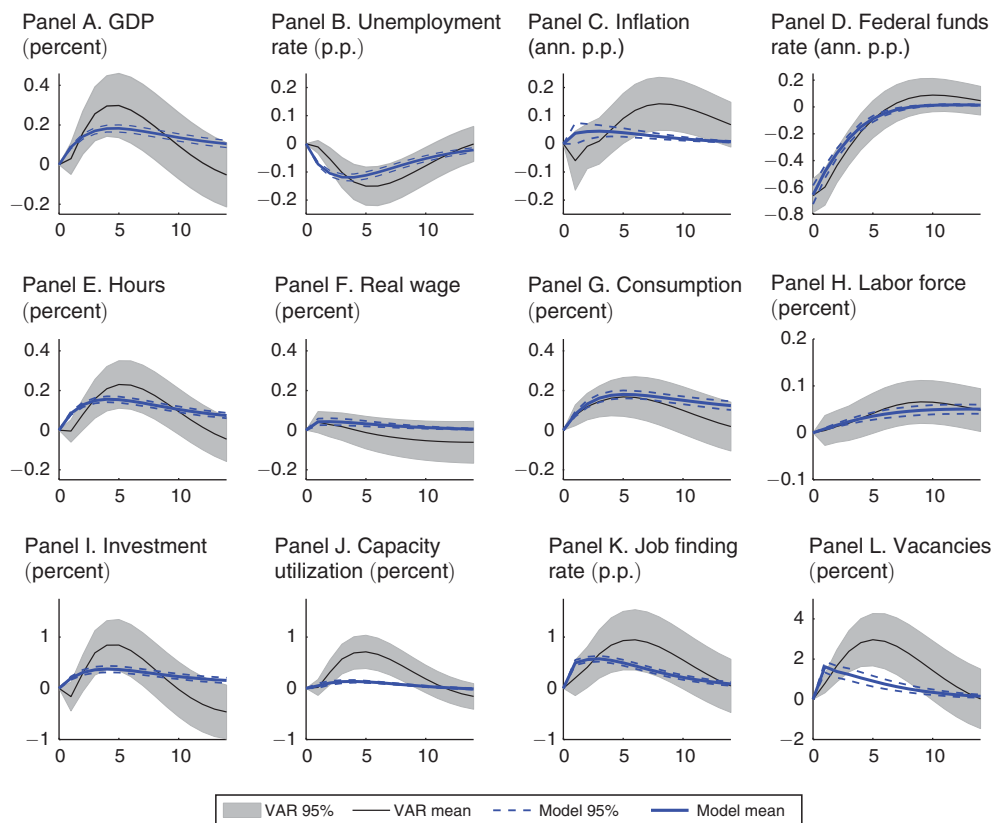 Panel A. GDP
(percent)
Panel B. Unemployment
rate (p.p.)
Panel C. Inflation
(ann. p.p.)
Panel D. Federal funds
rate (ann. p.p.)
0.4
0.2
0
−0.2
0 5 10
0.1
0
−0.1
−0.2
0 5 10
0.2
0.1
0
−0.1
−0.2
0 5 10
0.2
0
−0.2
−0.4
−0.6
−0.8
0 5 10
Panel E. Hours
(percent)
Panel F. Real wage
(percent)
Panel G. Consumption
(percent)
Panel H. Labor force
(percent)
0.4
0.2
0
−0.2
0 5 10
0.4
0.2
0
−0.2
0 5 10
0.4
0.2
0
−0.2
0 5 10
0.2
0.1
0
−0.1
0 5 10
Panel I. Investment
(percent)
Panel J. Capacity
utilization (percent)
Panel K. Job finding
rate (p.p.)
Panel L. Vacancies
(percent)
1
0
−1
0 5 10
1
0
−1
0 5 10
1
0
−1
0 5 10
4
2
0
−2
0 5 10
VAR 95% VAR mean Model 95% Model mean